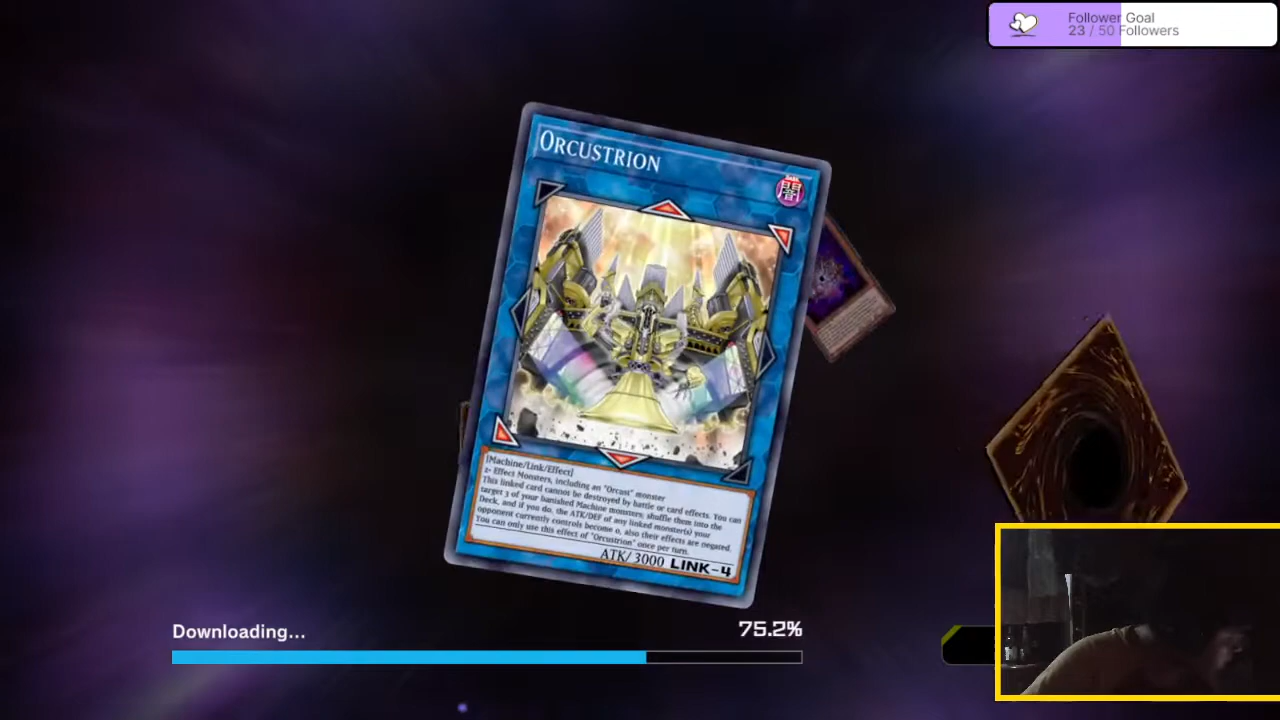 Follower Goal
23 / 50 Followers
ORCUSTRION
闇
[Machine/Link/Effect]
2+ Effect Monsters, including an "Orcust" monster
This linked card cannot be destroyed by battle or card effects. You can
target 3 of your banished Machine monsters; shuffle them into the
Deck, and if you do, the ATK/DEF of any linked monster(s) your
opponent currently controls become 0, also their effects are negated.
You can only use this effect of "Orcustrion" once per turn.
ATK/ 3000 LINK-4
Downloading...
75.2%